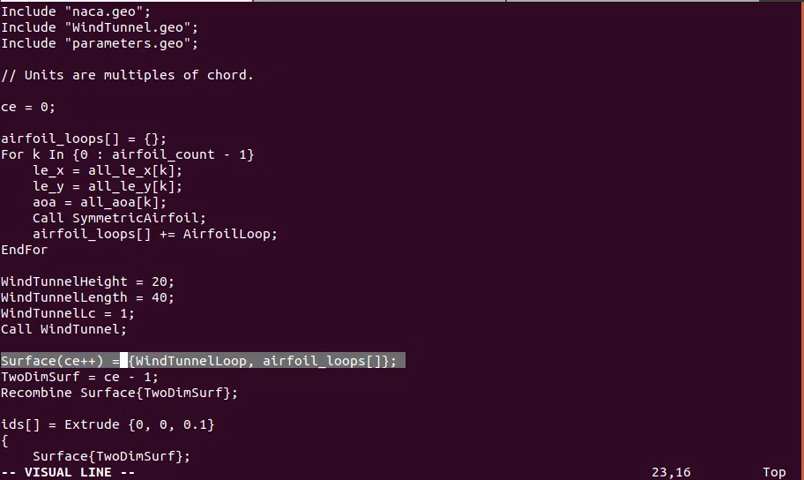 Include "naca.geo";
Include "WindTunnel.geo";
Include "parameters.geo";
// Units are multiples of chord.
ce = 0;
airfoil_loops[] = {};
For k In {0 : airfoil_count - 1}
    le_x = all_le_x[k];
    le_y = all_le_y[k];
    aoa = all_aoa[k];
    Call SymmetricAirfoil;
    airfoil_loops[] += AirfoilLoop;
EndFor
WindTunnelHeight = 20;
WindTunnelLength = 40;
WindTunnelLc = 1;
Call WindTunnel;
Surface(ce++) = {WindTunnelLoop, airfoil_loops[]};
TwoDimSurf = ce - 1;
Recombine Surface{TwoDimSurf};
ids[] = Extrude {0, 0, 0.1}
{
    Surface{TwoDimSurf};
-- VISUAL LINE -- 23,16 Top